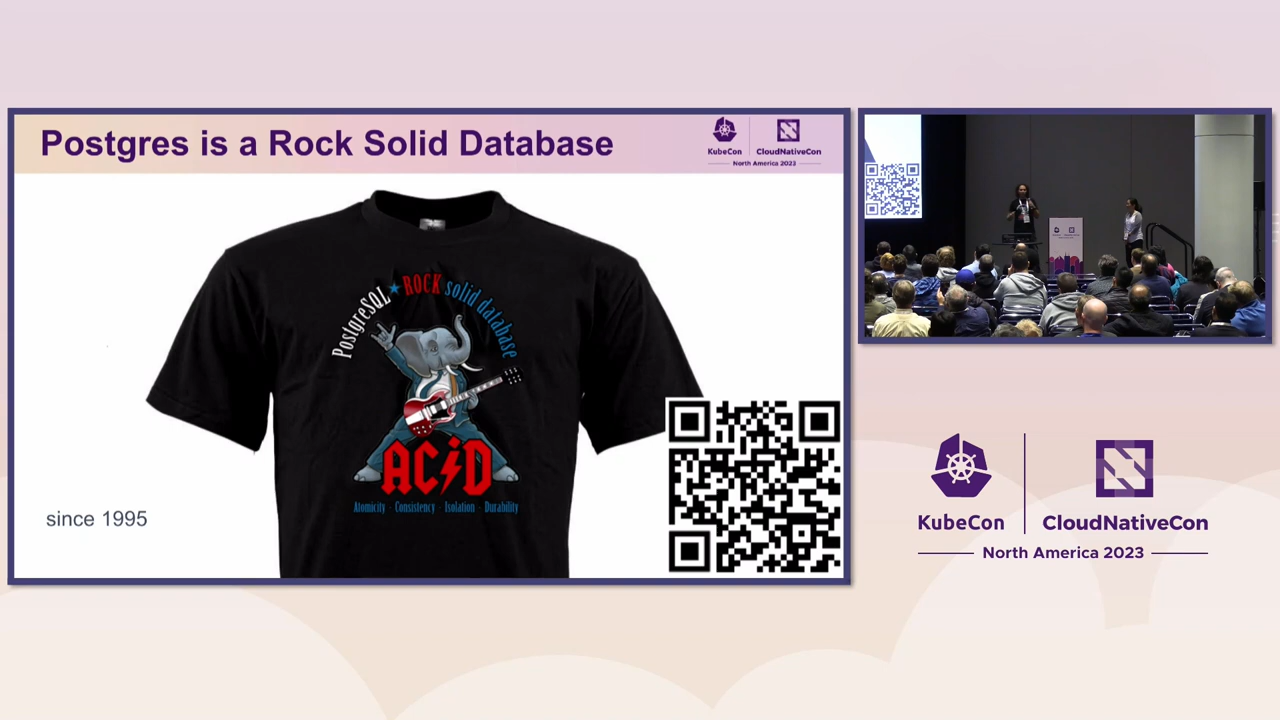 Postgres is a Rock Solid Database
KubeCon
CloudNativeCon
North America 2023
PostgreSQL ★ ROCK solid database
ACiD
Atomicity · Consistency · Isolation · Durability
since 1995
KubeCon
CloudNativeCon
North America 2023